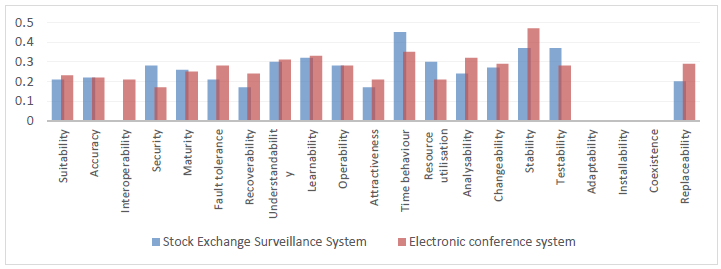 0.5
0.4
0.3
0.2
0.1
0
Suitability
Accuracy
Interoperability
Security
Maturity
Fault tolerance
Recoverability
Understandabilit
y
Learnability
Operability
Attractiveness
Time behaviour
Resource
utilisation
Analysability
Changeability
Stability
Testability
Adaptability
Installability
Coexistence
Replaceability
Stock Exchange Surveillance System
Electronic conference system